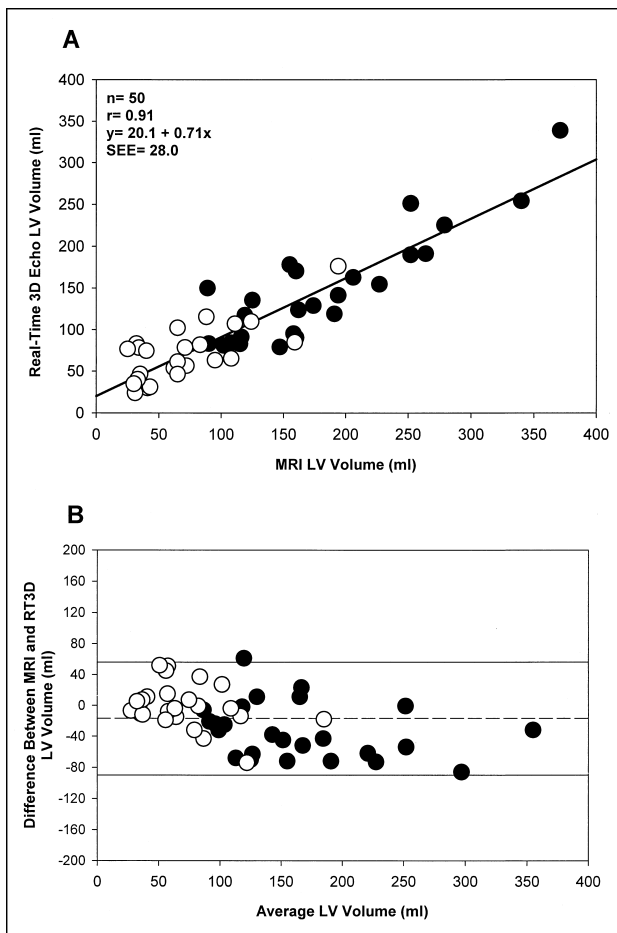 A
n= 50
r= 0.91
y= 20.1 + 0.71x
SEE= 28.0
Real-Time 3D Echo LV Volume (ml)
400
350
300
250
200
150
100
50
0
0 50 100 150 200 250 300 350 400
MRI LV Volume (ml)
B
Difference Between MRI and RT3D
LV Volume (ml)
200
160
120
80
40
0
-40
-80
-120
-160
-200
0 50 100 150 200 250 300 350 400
Average LV Volume (ml)